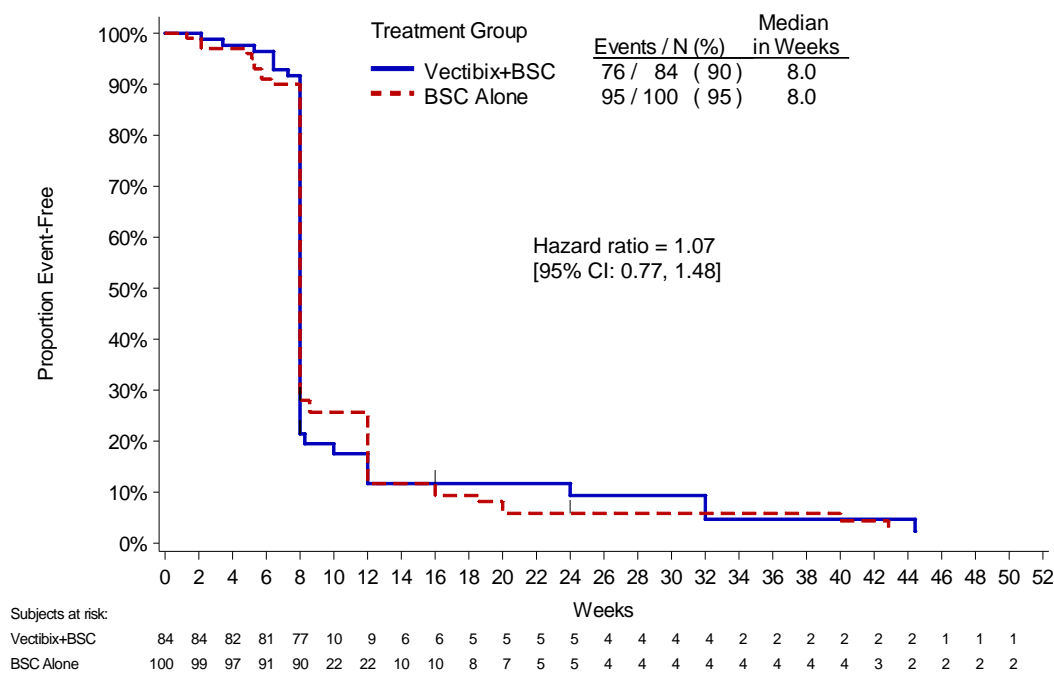 Treatment Group Events / N (%) Median in Weeks
Vectibix+BSC 76 / 84 ( 90 ) 8.0
BSC Alone 95 / 100 ( 95 ) 8.0
Proportion Event-Free
100%
90%
80%
70%
60%
50%
40%
30%
20%
10%
0%
Hazard ratio = 1.07
[95% CI: 0.77, 1.48]
0 2 4 6 8 10 12 14 16 18 20 22 24 26 28 30 32 34 36 38 40 42 44 46 48 50 52
Weeks
Subjects at risk:
Vectibix+BSC 84 84 82 81 77 10 9 6 6 5 5 5 5 4 4 4 4 2 2 2 2 2 2 1 1 1
BSC Alone 100 99 97 91 90 22 22 10 10 8 7 5 5 4 4 4 4 4 4 4 4 3 2 2 2 2